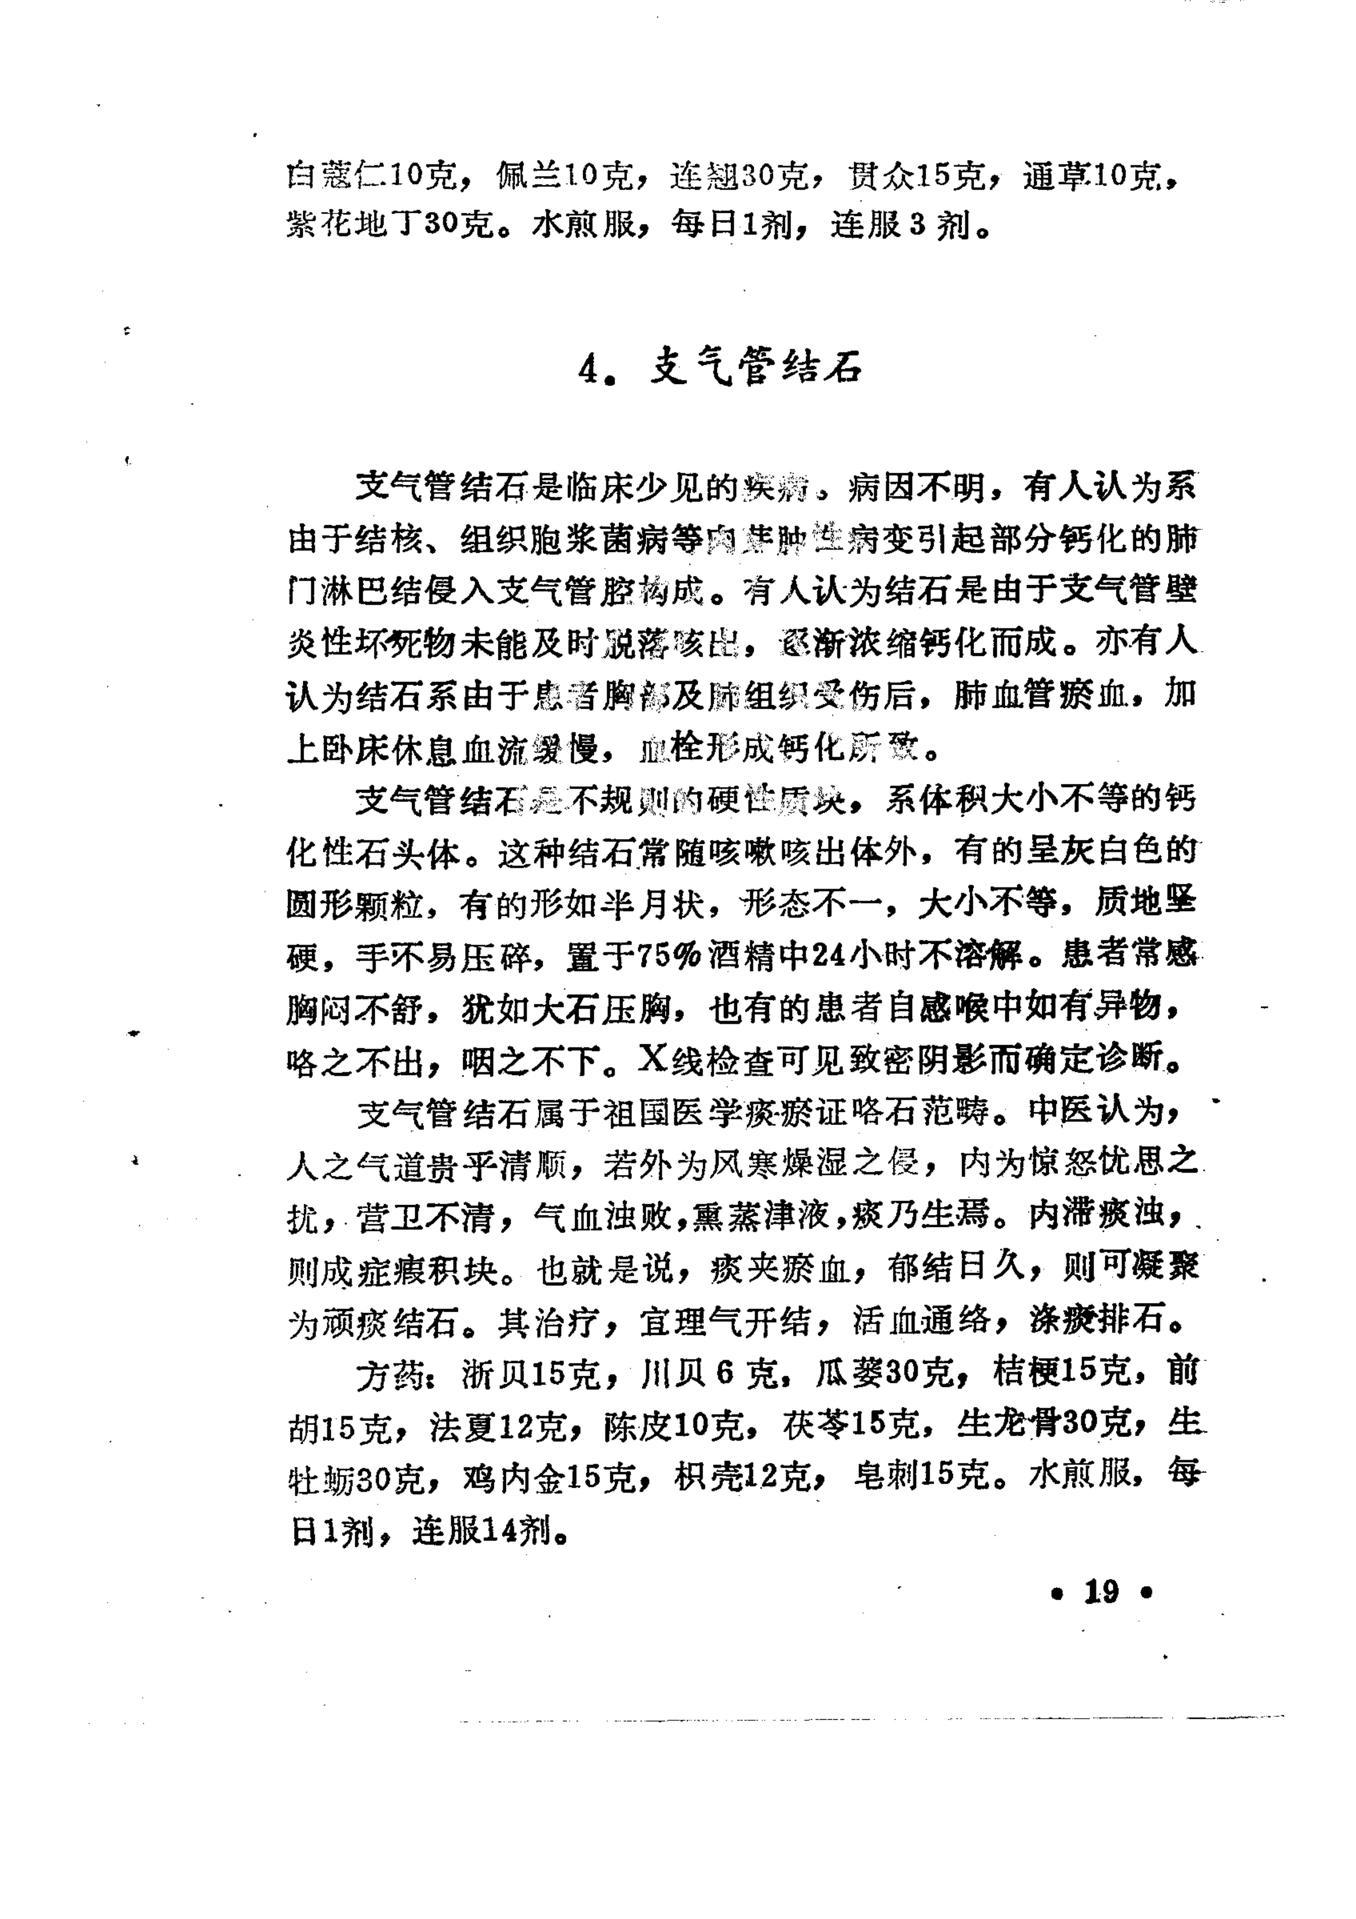 白蔻仁10克，佩兰10克，连翘30克，贯众15克，通草10克，
紫花地丁30克。水煎服，每日1剂，连服3剂。
4．支气管结石
支气管结石是临床少见的疾病。病因不明，有人认为系
由于结核、组织胞浆菌病等肉芽肿性病变引起部分钙化的肺
门淋巴结侵入支气管腔构成。有人认为结石是由于支气管壁
炎性坏死物未能及时脱落咳出，逐渐浓缩钙化而成。亦有人
认为结石系由于患者胸部及肺组织受伤后，肺血管瘀血，加
上卧床休息血流缓慢，血栓形成钙化所致。
支气管结石是不规则的硬性质块，系体积大小不等的钙
化性石头体。这种结石常随咳嗽咳出体外，有的呈灰白色的
圆形颗粒，有的形如半月状，形态不一，大小不等，质地坚
硬，手不易压碎，置于75%酒精中24小时不溶解。患者常感
胸闷不舒，犹如大石压胸，也有的患者自感喉中如有异物，
咯之不出，咽之不下。X线检查可见致密阴影而确定诊断。
支气管结石属于祖国医学痰瘀证咯石范畴。中医认为，
人之气道贵乎清顺，若外为风寒燥湿之侵，内为惊怒忧思之
扰，营卫不清，气血浊败，熏蒸津液，痰乃生焉。内滞痰浊，
则成症瘕积块。也就是说，痰夹瘀血，郁结日久，则可凝聚
为顽痰结石。其治疗，宜理气开结，活血通络，涤痰排石。
方药：浙贝15克，川贝6克，瓜蒌30克，桔梗15克，前
胡15克，法夏12克，陈皮10克，茯苓15克，生龙骨30克，生
牡蛎30克，鸡内金15克，枳壳12克，皂刺15克。水煎服，每
日1剂，连服14剂。
• 19 •